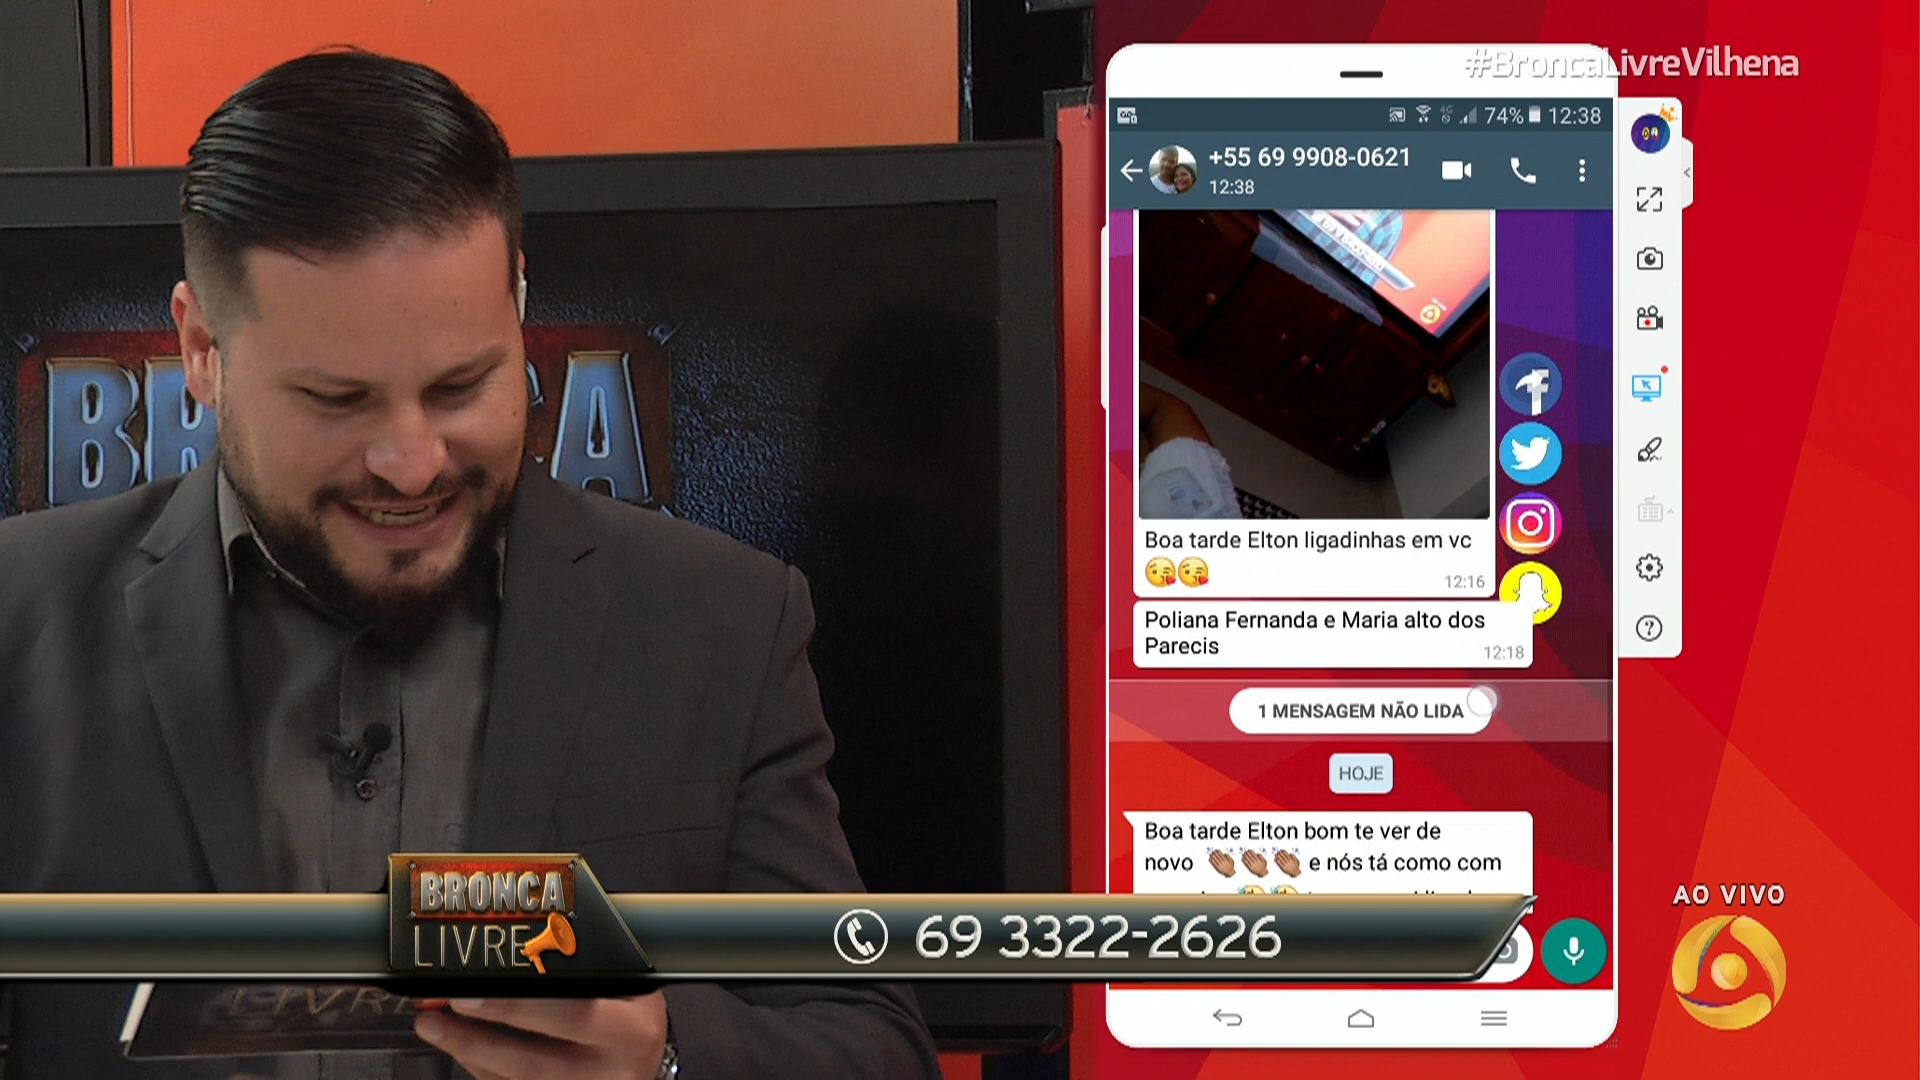 #BroncaLivreVilhena
4G
74%
12:38
+55 69 9908-0621
12:38
Boa tarde Elton ligadinhas em vc
😘😘
12:16
Poliana Fernanda e Maria alto dos
Parecis
12:18
1 MENSAGEM NÃO LIDA
HOJE
Boa tarde Elton bom te ver de
novo 👏🏽👏🏽👏🏽 e nós tá como com
BRONCA
LIVRE
69 3322-2626
AO VIVO
LIVRE